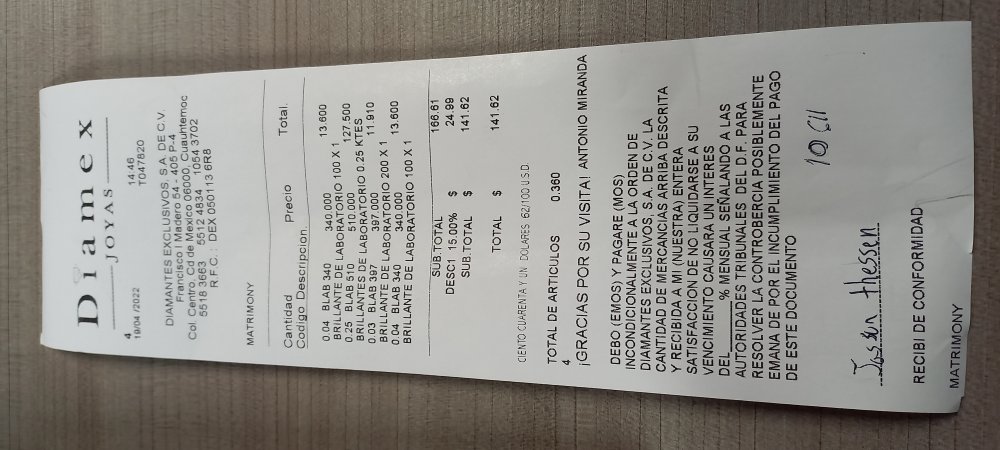 Diamex
JOYAS
4 14:46
19/04 /2022 T047820
DIAMANTES EXCLUSIVOS, S.A. DE C.V.
Francisco I Madero 54 - 405 P-4
Col. Centro. Cd de Mexico 06000, Cuauhtemoc
5518 3663 5512 4834 1054 3702
R.F.C.: DEX 050113 6R8
MATRIMONY
Cantidad Precio Total.
Codigo Descripcion.
0.04 BLAB 340 340.000 13.600
BRILLANTE DE LABORATORIO 100 X 1
0.25 BLAB 510 510.000 127.500
BRILLANTES DE LABORATORIO 0.25 KTES
0.03 BLAB 397 397.000 11.910
BRILLANTE DE LABORATORIO 200 X 1
0.04 BLAB 340 340.000 13.600
BRILLANTE DE LABORATORIO 100 X 1
SUB.TOTAL 166.61
DESC1 15.00% $ 24.99
SUB.TOTAL $ 141.62
TOTAL $ 141.62
CIENTO CUARENTA Y UN DOLARES 62/100 U.S.D.
TOTAL DE ARTICULOS 0.360
4
¡GRACIAS POR SU VISITA! ANTONIO MIRANDA
DEBO (EMOS) Y PAGARE (MOS)
INCONDICIONALMENTE A LA ORDEN DE
DIAMANTES EXCLUSIVOS, S.A. DE C.V. LA
CANTIDAD DE MERCANCIAS ARRIBA DESCRITA
Y RECIBIDA A MI (NUESTRA) ENTERA
SATISFACCION DE NO LIQUIDARSE A SU
VENCIMIENTO CAUSARA UN INTERES
DEL_____% MENSUAL SEÑALANDO A LAS
AUTORIDADES TRIBUNALES DEL D.F. PARA
RESOLVER LA CONTROBERCIA POSIBLEMENTE
EMANA DE POR EL INCUMPLIMIENTO DEL PAGO
DE ESTE DOCUMENTO
RECIBI DE CONFORMIDAD
MATRIMONY